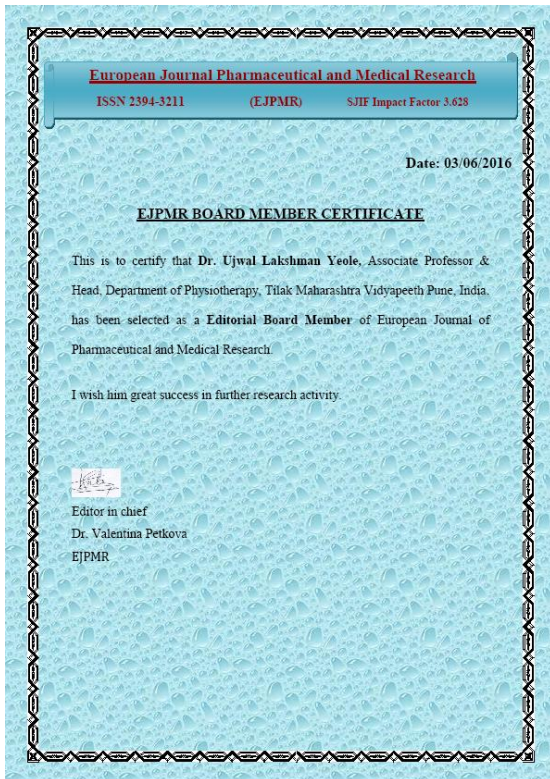 European Journal Pharmaceutical and Medical Research
ISSN 2394-3211 (EJPMR) SJIF Impact Factor 3.628
Date: 03/06/2016
EJPMR BOARD MEMBER CERTIFICATE
This is to certify that Dr. Ujwal Lakshman Yeole, Associate Professor &
Head, Department of Physiotherapy, Tilak Maharashtra Vidyapeeth Pune, India.
has been selected as a Editorial Board Member of European Journal of
Pharmaceutical and Medical Research.
I wish him great success in further research activity.
Editor in chief
Dr. Valentina Petkova
EJPMR